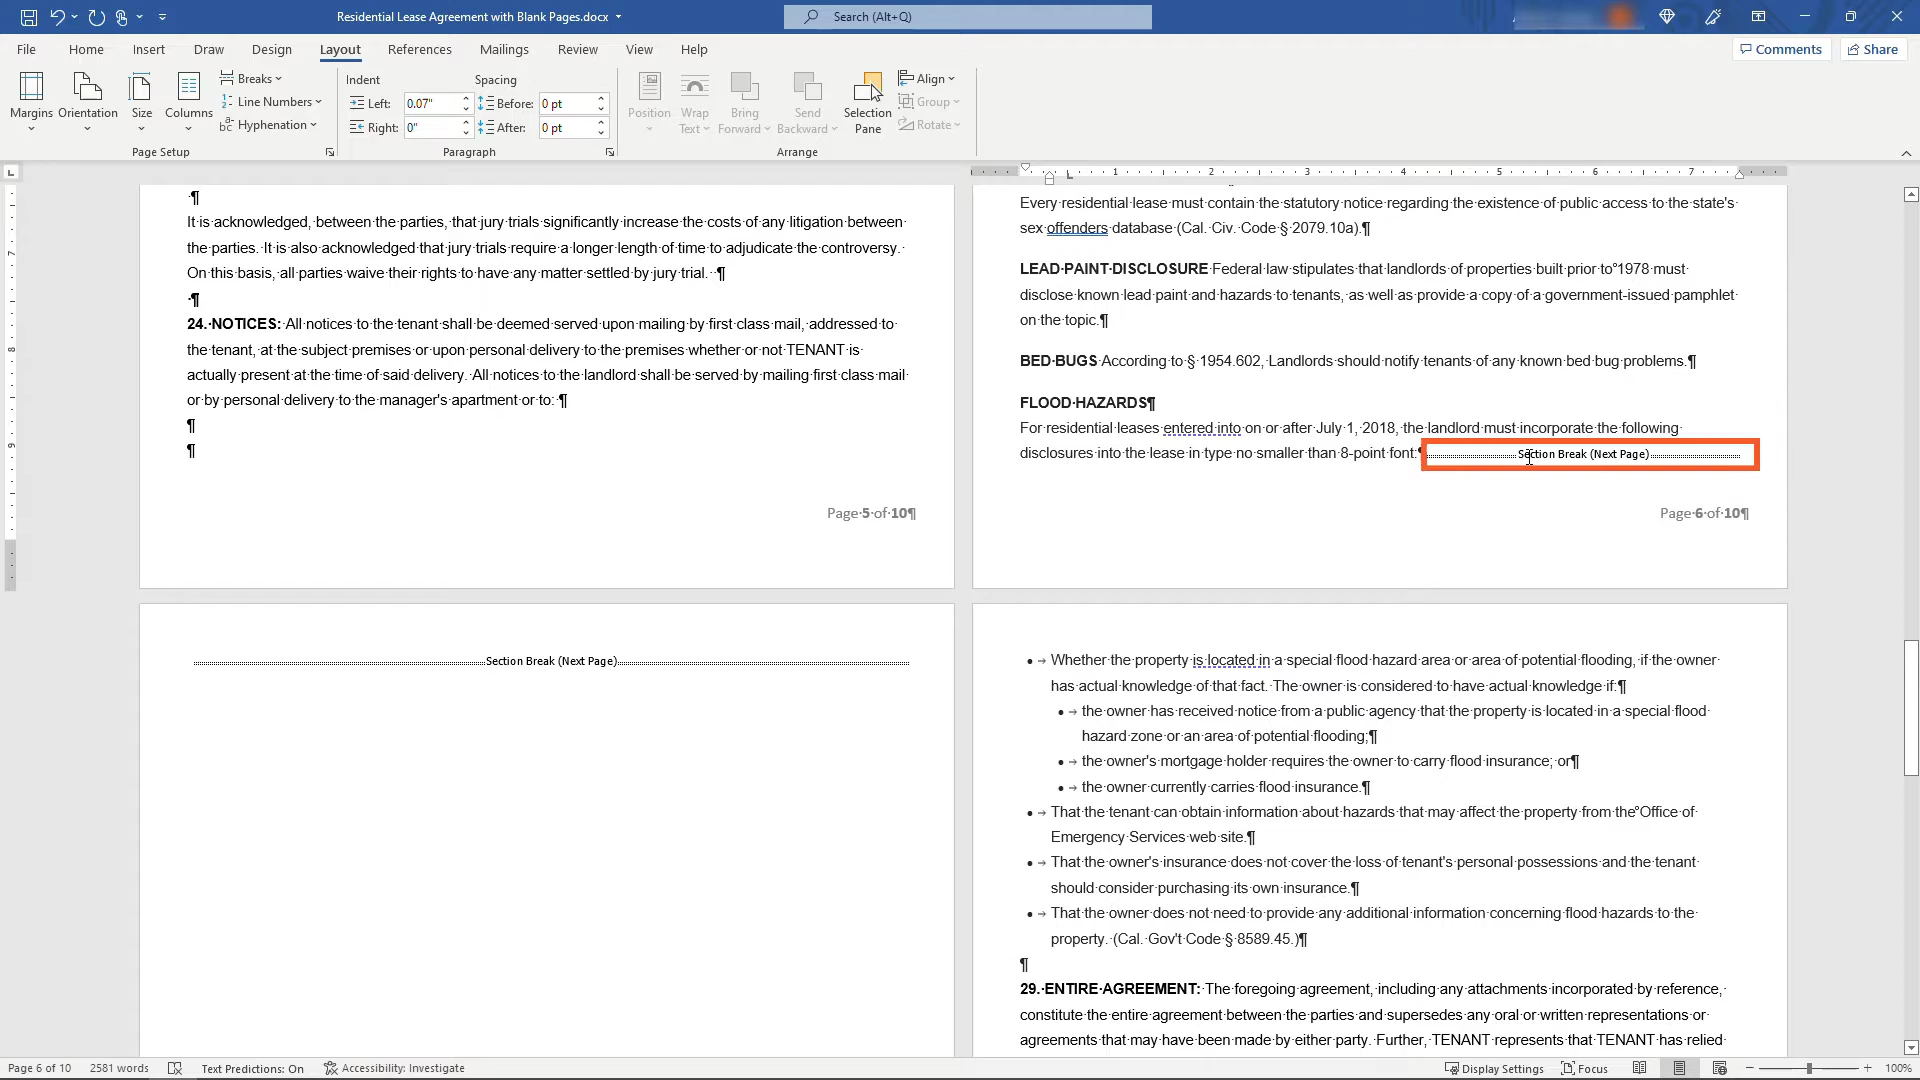 Residential Lease Agreement with Blank Pages.docx
Search (Alt+Q)
File Home Insert Draw Design Layout References Mailings Review View Help
Comments Share
Margins
Orientation
Size
Columns
Breaks
Line Numbers
Hyphenation
Page Setup
Indent
Left: 0.07"
Right: 0"
Spacing
Before: 0 pt
After: 0 pt
Paragraph
Position
Wrap Text
Bring Forward
Send Backward
Selection Pane
Align
Group
Rotate
Arrange
1 2 3 4 5 6 7
7
8
9
·¶
It·is·acknowledged,·between·the·parties,·that·jury·trials·significantly·increase·the·costs·of·any·litigation·between·
the·parties.··It·is·also·acknowledged·that·jury·trials·require·a·longer·length·of·time·to·adjudicate·the·controversy.··
On·this·basis,·all·parties·waive·their·rights·to·have·any·matter·settled·by·jury·trial.··¶
·¶
24.·NOTICES:·All·notices·to·the·tenant·shall·be·deemed·served·upon·mailing·by·first·class·mail,·addressed·to·
the·tenant,·at·the·subject·premises·or·upon·personal·delivery·to·the·premises·whether·or·not·TENANT·is·
actually·present·at·the·time·of·said·delivery.··All·notices·to·the·landlord·shall·be·served·by·mailing·first·class·mail·
or·by·personal·delivery·to·the·manager's·apartment·or·to:·¶
¶
¶
Page·5·of·10¶
Every·residential·lease·must·contain·the·statutory·notice·regarding·the·existence·of·public·access·to·the·state's·
sex·offenders·database·(Cal.·Civ.·Code·§·2079.10a).¶
LEAD·PAINT·DISCLOSURE·Federal·law·stipulates·that·landlords·of·properties·built·prior·to°1978·must·
disclose·known·lead·paint·and·hazards·to·tenants,·as·well·as·provide·a·copy·of·a·government-issued·pamphlet·
on·the·topic.¶
BED·BUGS·According·to·§·1954.602,·Landlords·should·notify·tenants·of·any·known·bed·bug·problems.¶
FLOOD·HAZARDS¶
For·residential·leases·entered·into·on·or·after·July·1,·2018,·the·landlord·must·incorporate·the·following·
disclosures·into·the·lease·in·type·no·smaller·than·8-point·font:¶ Section Break (Next Page)
Page·6·of·10¶
Section Break (Next Page)
•→Whether·the·property·is·located·in·a·special·flood·hazard·area·or·area·of·potential·flooding,·if·the·owner·
has·actual·knowledge·of·that·fact.··The·owner·is·considered·to·have·actual·knowledge·if:¶
•→the·owner·has·received·notice·from·a·public·agency·that·the·property·is·located·in·a·special·flood·
hazard·zone·or·an·area·of·potential·flooding;¶
•→the·owner's·mortgage·holder·requires·the·owner·to·carry·flood·insurance;·or¶
•→the·owner·currently·carries·flood·insurance.¶
•→That·the·tenant·can·obtain·information·about·hazards·that·may·affect·the·property·from·the°Office·of·
Emergency·Services·web·site.¶
•→That·the·owner's·insurance·does·not·cover·the·loss·of·tenant's·personal·possessions·and·the·tenant·
should·consider·purchasing·its·own·insurance.¶
•→That·the·owner·does·not·need·to·provide·any·additional·information·concerning·flood·hazards·to·the·
property.··(Cal.·Gov't·Code·§·8589.45.)¶
¶
29.·ENTIRE·AGREEMENT:·The·foregoing·agreement,·including·any·attachments·incorporated·by·reference,·
constitute·the·entire·agreement·between·the·parties·and·supersedes·any·oral·or·written·representations·or·
agreements·that·may·have·been·made·by·either·party.··Further,·TENANT·represents·that·TENANT·has·relied·
Page 6 of 10 2581 words Text Predictions: On Accessibility: Investigate Display Settings Focus 100%